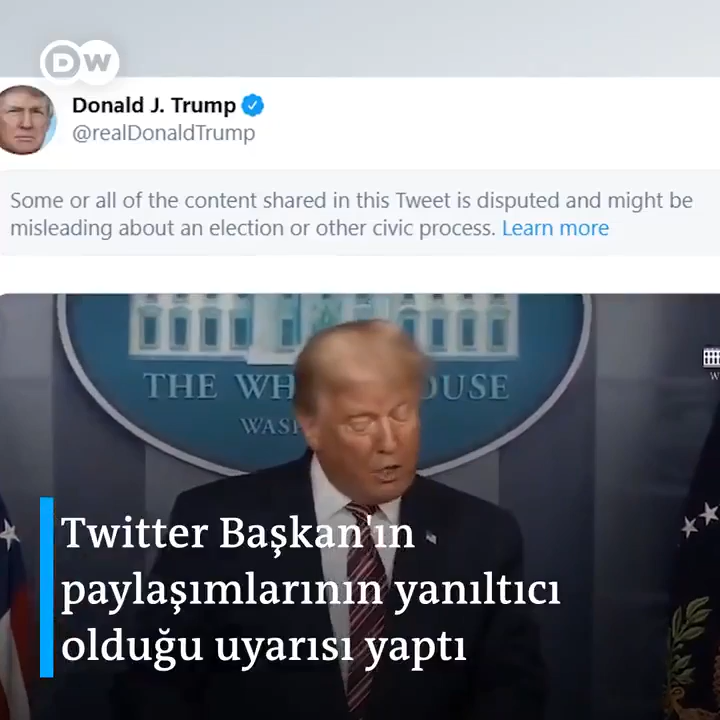 DW
Donald J. Trump
@realDonaldTrump
Some or all of the content shared in this Tweet is disputed and might be
misleading about an election or other civic process. Learn more
THE WH OUSE
WASH
W
Twitter Başkan'ın
paylaşımlarının yanıltıcı
olduğu uyarısı yaptı